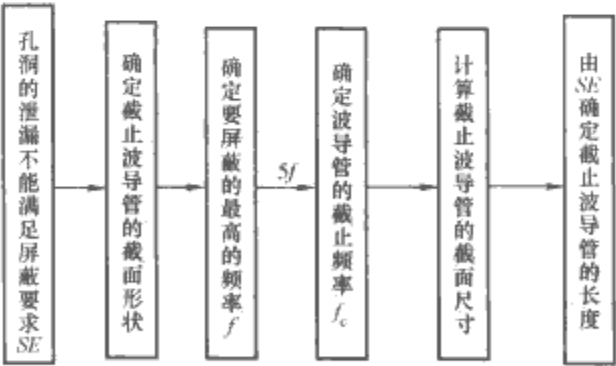 孔洞的泄漏不能满足屏蔽要求SE
确定截止波导管的截面形状
确定要屏蔽的最高的频率f
5f
确定波导管的截止频率fc
计算截止波导管的截面尺寸
由SE确定截止波导管的长度